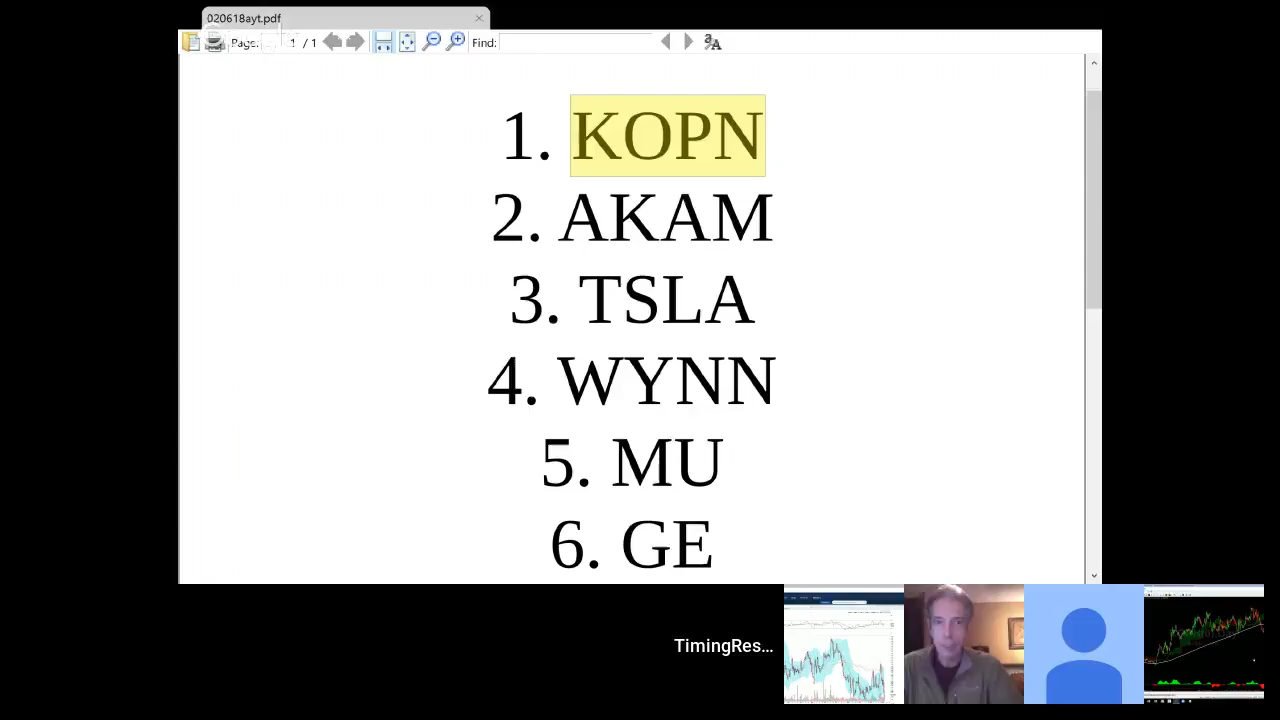 020618ayt.pdf
Page: 1 / 1 Find:
1. KOPN
2. AKAM
3. TSLA
4. WYNN
5. MU
6. GE
TimingRes...